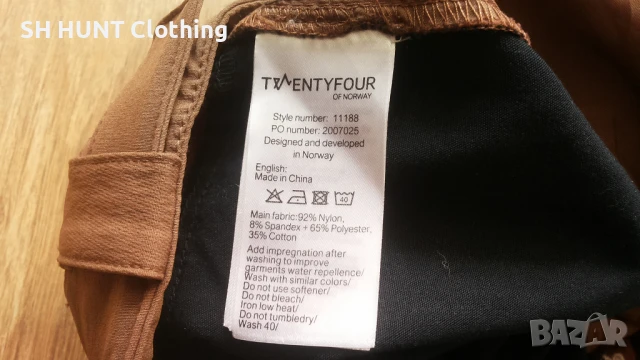 SH HUNT Clothing
TWENTYFOUR
OF NORWAY
Style number: 11188
PO number: 2007025
Designed and developed
in Norway
English:
Made in China
40
Main fabric:92% Nylon,
8% Spandex + 65% Polyester,
35% Cotton
Add impregnation after
washing to improve
garments water repellence/
Wash with similar colors/
Do not use softener/
Do not bleach/
Iron low heat/
Do not tumbledry/
Wash 40/
BAZAR.bg